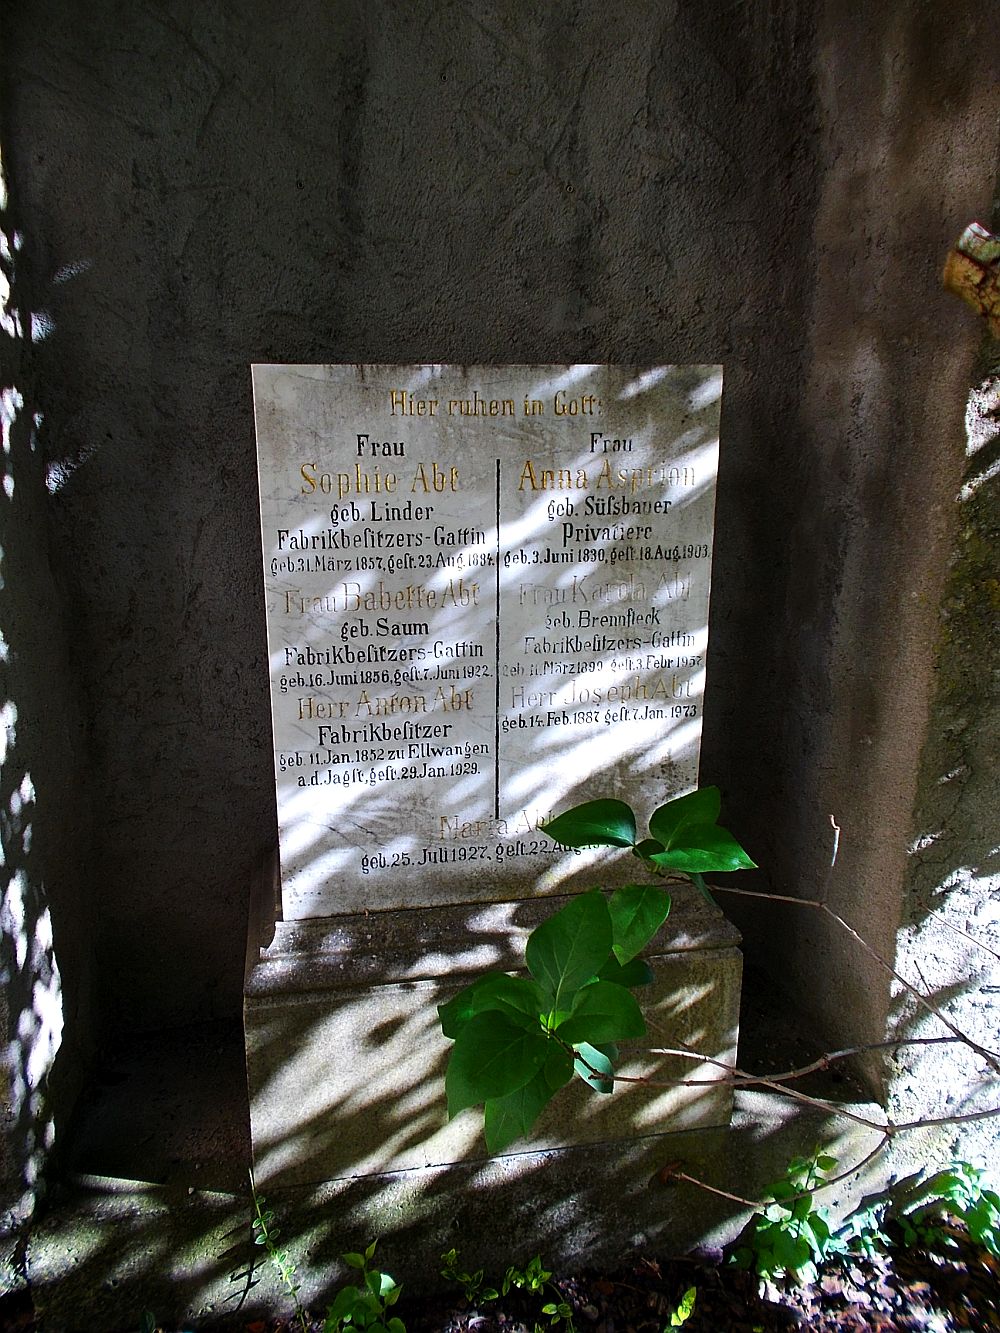 Hier ruhen in Gott:
Frau
Sophie Abt
geb. Linder
Fabrikbeſitzers-Gattin
geb. 31. März 1857, geſt. 23. Aug. 1894.
Frau Babette Abt
geb. Saum
Fabrikbeſitzers-Gattin
geb. 16. Juni 1856, geſt. 7. Juni 1922.
Herr Anton Abt
Fabrikbeſitzer
geb. 11. Jan. 1852 zu Ellwangen
a.d. Jagſt, geſt. 29. Jan. 1929.
Frau
Anna Asprion
geb. Süſsbauer
Privatiere
geb. 3. Juni 1830, geſt. 18. Aug. 1903.
Frau Karola Abt
geb. Brennfleck
Fabrikbeſitzers-Gattin
geb. 11. März 1899 geſt. 3. Febr 1957
Herr Joseph Abt
geb. 14. Feb. 1887 geſt. 7. Jan. 1973
Maria Abt
geb. 25. Juli 1927, geſt. 22. Aug.